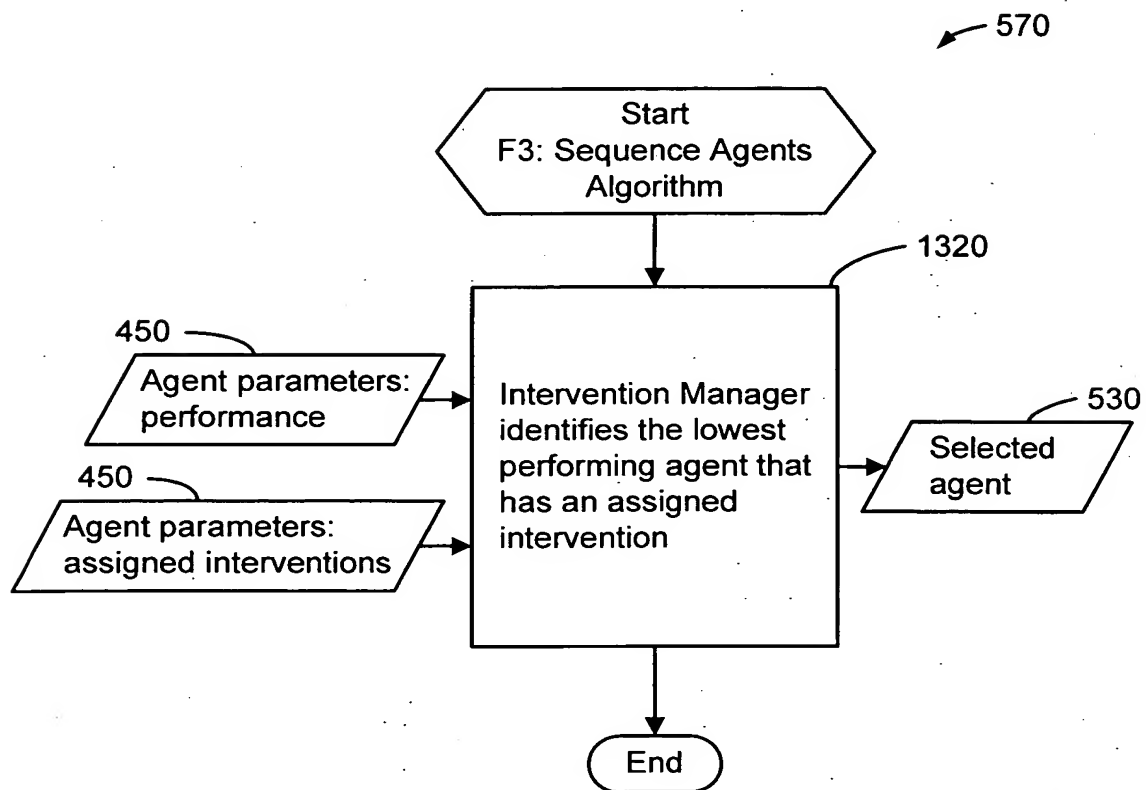 570
Start
F3: Sequence Agents
Algorithm
1320
450
Agent parameters:
performance
450
Agent parameters:
assigned interventions
Intervention Manager
identifies the lowest
performing agent that
has an assigned
intervention
530
Selected
agent
End